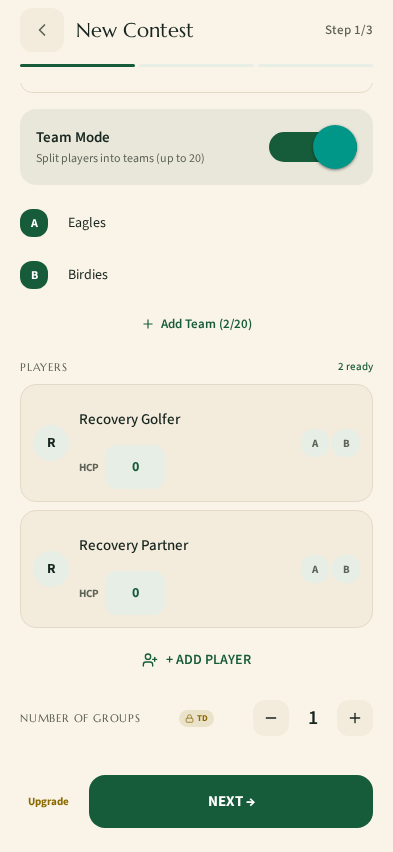 New Contest
Step 1/3
Team Mode
Split players into teams (up to 20)
A Eagles
B Birdies
+ Add Team (2/20)
PLAYERS
2 ready
R
Recovery Golfer
HCP 0
A B
R
Recovery Partner
HCP 0
A B
+ ADD PLAYER
NUMBER OF GROUPS
TD
− 1 +
Upgrade
NEXT →